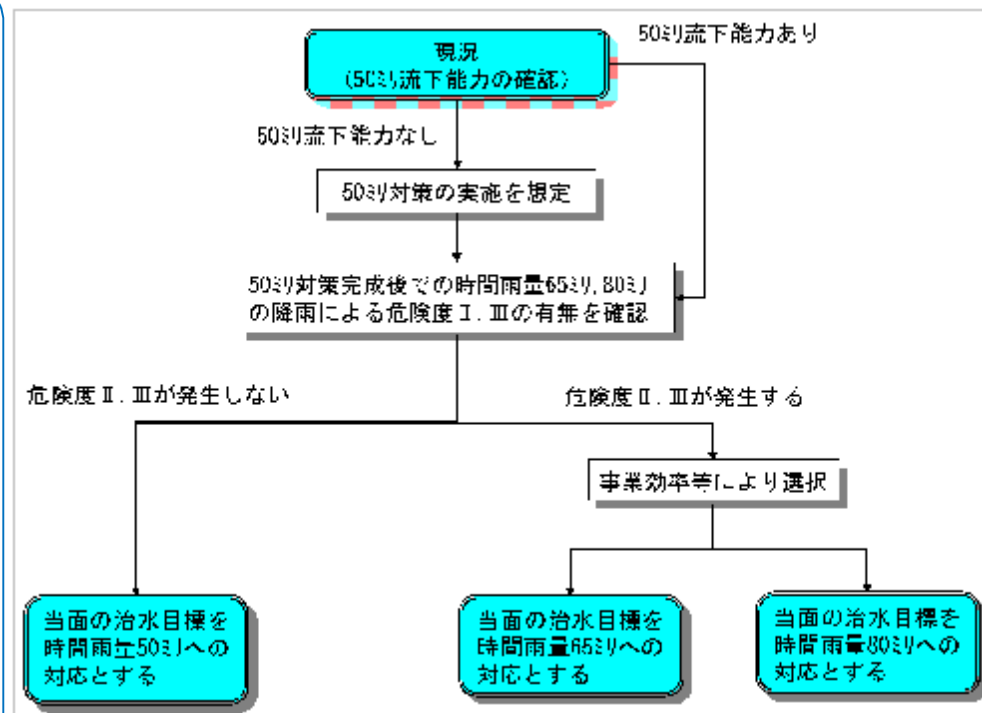 50ミリ流下能力あり
現況
（50ミリ流下能力の確認）
50ミリ流下能力なし
50ミリ対策の実施を想定
50ミリ対策完成後での時間雨量65ミリ,80ミリ
の降雨による危険度Ⅱ.Ⅲの有無を確認
危険度Ⅱ.Ⅲが発生しない
危険度Ⅱ.Ⅲが発生する
事業効率等により選択
当面の治水目標を
時間雨量50ミリへの
対応とする
当面の治水目標を
時間雨量65ミリへの
対応とする
当面の治水目標を
時間雨量80ミリへの
対応とする